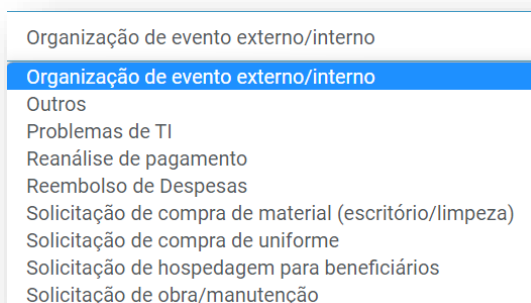 Organização de evento externo/interno
Organização de evento externo/interno
Outros
Problemas de TI
Reanálise de pagamento
Reembolso de Despesas
Solicitação de compra de material (escritório/limpeza)
Solicitação de compra de uniforme
Solicitação de hospedagem para beneficiários
Solicitação de obra/manutenção